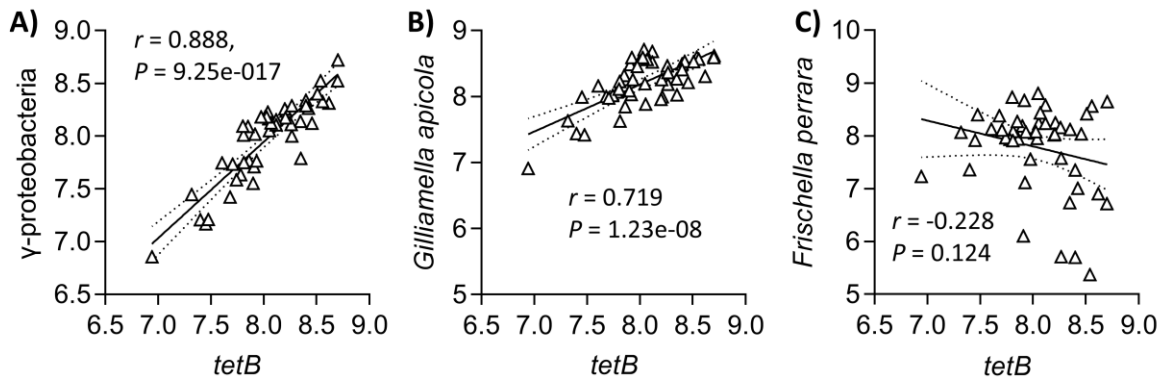 A)
r = 0.888,
P = 9.25e-017
γ-proteobacteria
9.0
8.5
8.0
7.5
7.0
6.5
6.5 7.0 7.5 8.0 8.5 9.0
tetB
B)
r = 0.719
P = 1.23e-08
Gilliamella apicola
9
8
7
6
5
6.5 7.0 7.5 8.0 8.5 9.0
tetB
C)
r = -0.228
P = 0.124
Frischella perrara
10
9
8
7
6
5
6.5 7.0 7.5 8.0 8.5 9.0
tetB